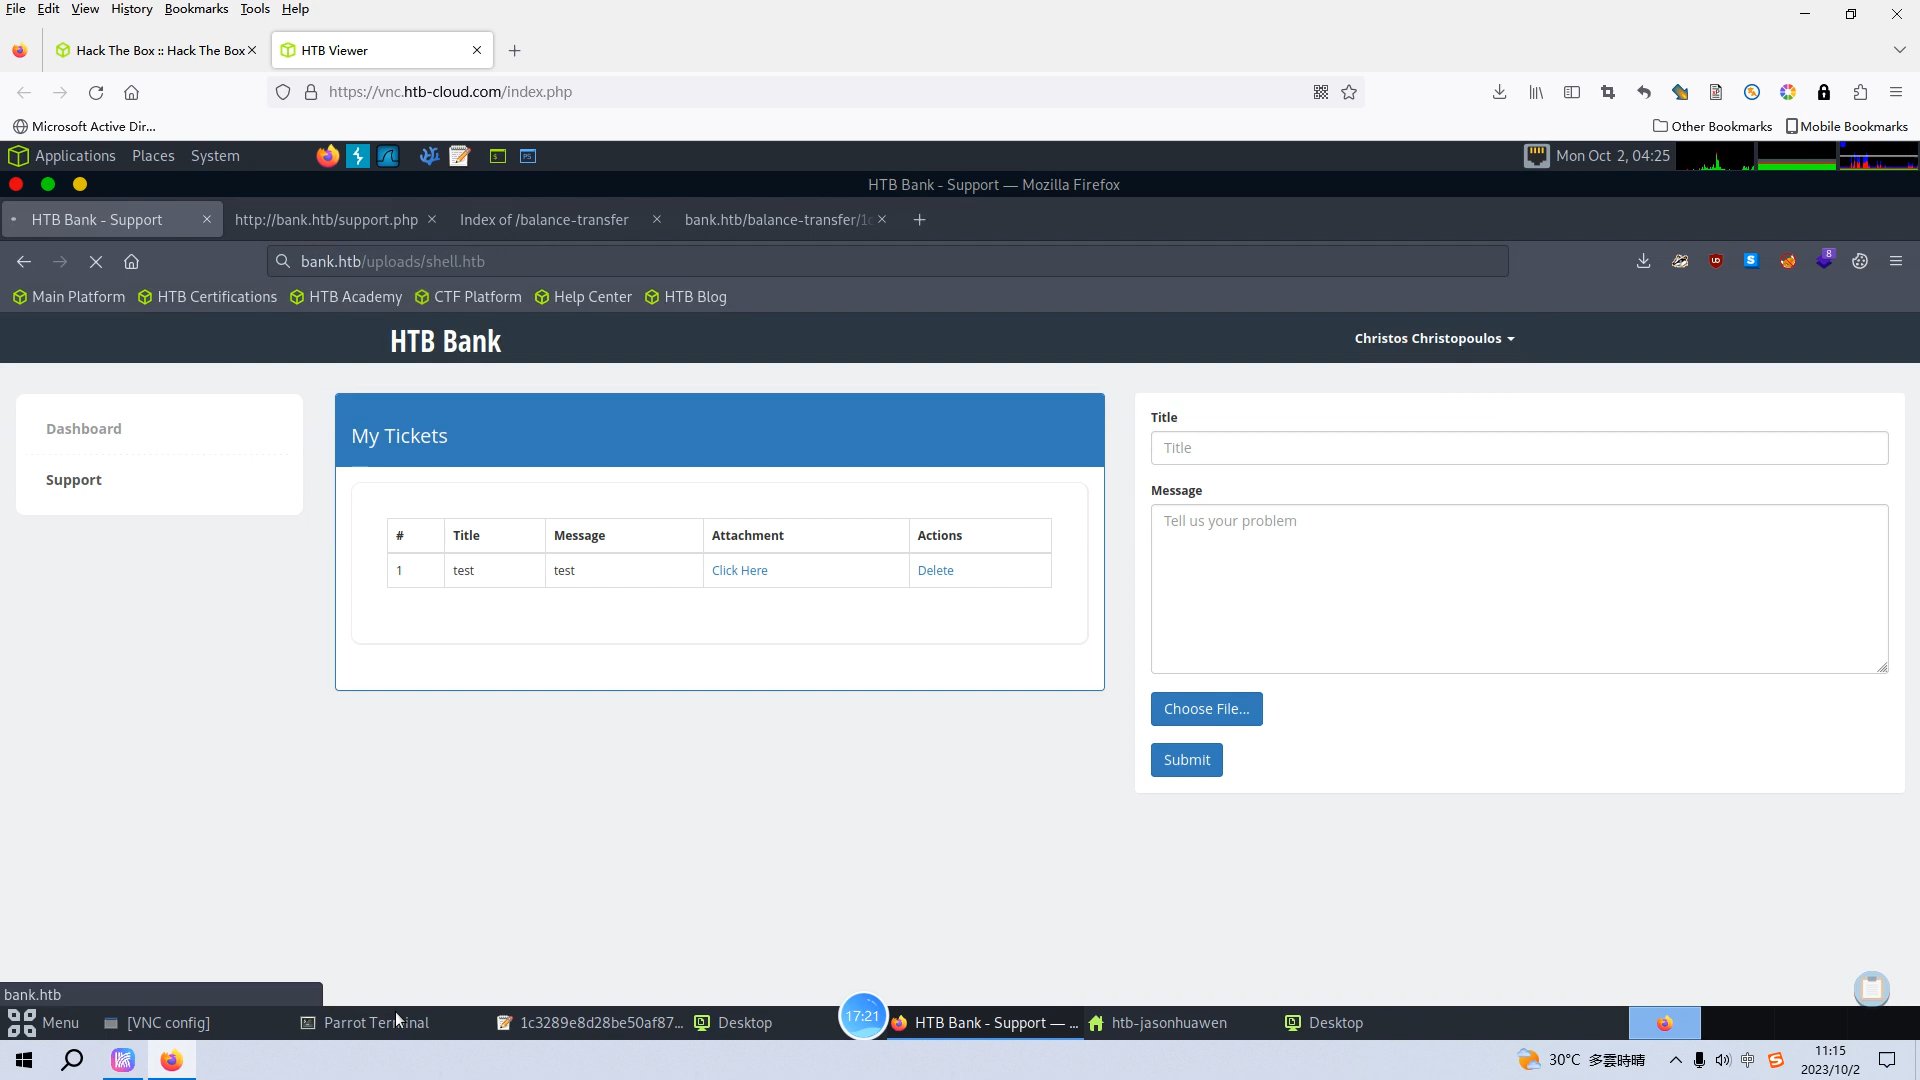 File Edit View History Bookmarks Tools Help
Hack The Box :: Hack The Box
HTB Viewer
https://vnc.htb-cloud.com/index.php
Microsoft Active Dir...
Other Bookmarks
Mobile Bookmarks
Applications Places System
Mon Oct 2, 04:25
HTB Bank - Support — Mozilla Firefox
HTB Bank - Support
http://bank.htb/support.php
Index of /balance-transfer
bank.htb/balance-transfer/1
bank.htb/uploads/shell.htb
8
Main Platform
HTB Certifications
HTB Academy
CTF Platform
Help Center
HTB Blog
HTB Bank
Christos Christopoulos
Dashboard
Support
My Tickets
# Title Message Attachment Actions
1 test test Click Here Delete
Title
Title
Message
Tell us your problem
Choose File...
Submit
bank.htb
Menu
[VNC config]
Parrot Terminal
1c3289e8d28be50af87...
Desktop
17:21
HTB Bank - Support — ...
htb-jasonhuawen
Desktop
30°C 多雲時晴
中
11:15
2023/10/2